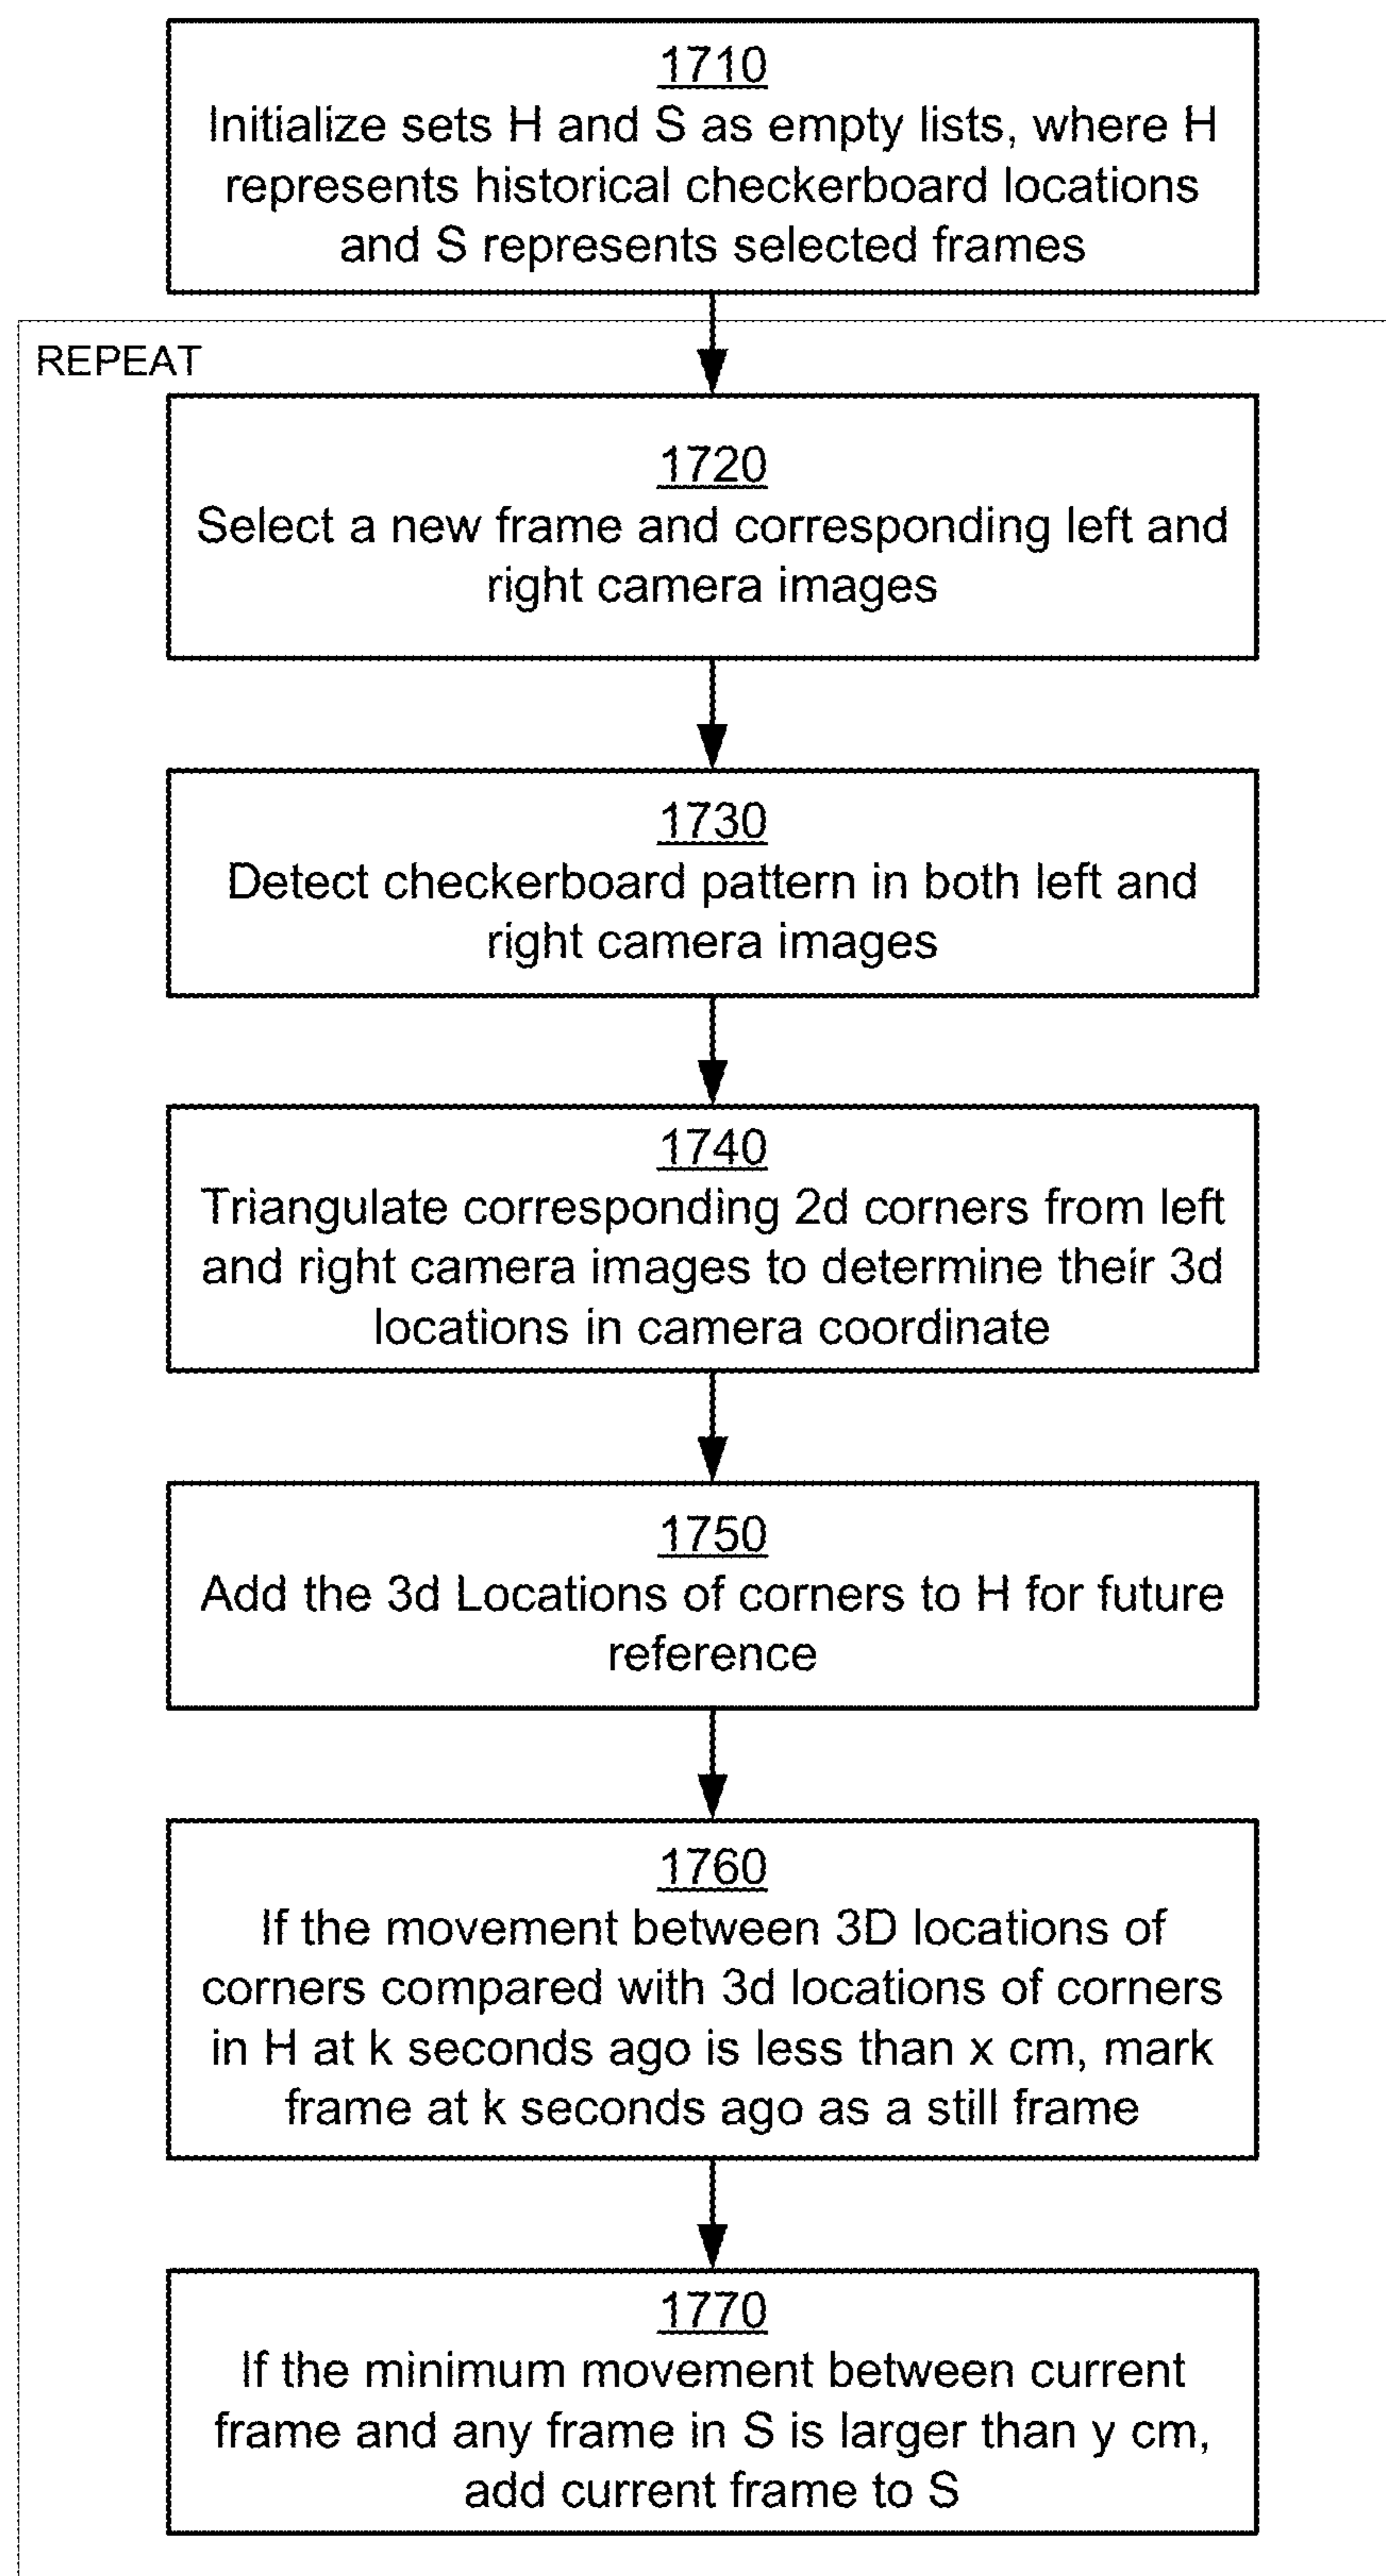 1710
Initialize sets H and S as empty lists, where H
represents historical checkerboard locations
and S represents selected frames
REPEAT
1720
Select a new frame and corresponding left and
right camera images
1730
Detect checkerboard pattern in both left and
right camera images
1740
Triangulate corresponding 2d corners from left
and right camera images to determine their 3d
locations in camera coordinate
1750
Add the 3d Locations of corners to H for future
reference
1760
If the movement between 3D locations of
corners compared with 3d locations of corners
in H at k seconds ago is less than x cm, mark
frame at k seconds ago as a still frame
1770
If the minimum movement between current
frame and any frame in S is larger than y cm,
add current frame to S